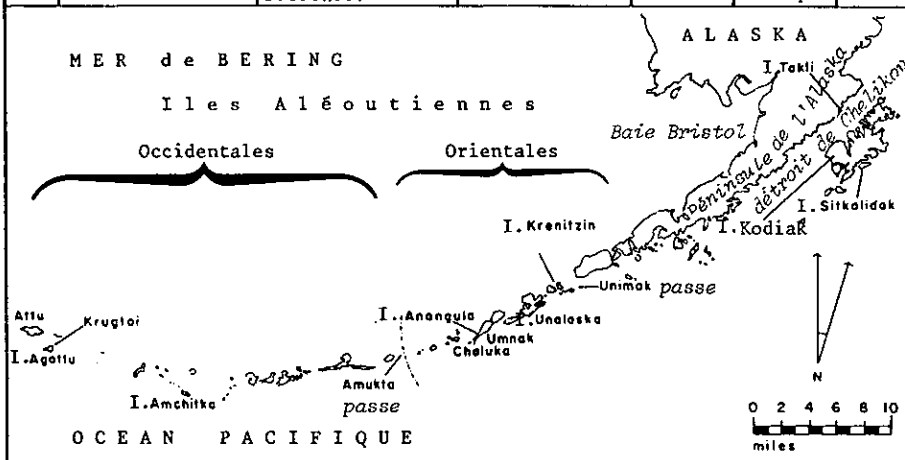 ALASKA
MER de BERING
I. Takli
Iles Aléoutiennes
Baie Bristol
Péninsule de l'Alaska
détroit de Chelikov
Occidentales
Orientales
I. Sitkalidak
I. Kodiak
I. Krenitzin
Unimak passe
Attu
Krugloi
I. Anangula
I. Unalaska
Umnak
I. Agattu
Chaluka
Amukta
passe
I. Amchitka
N
0 2 4 6 8 10
miles
OCEAN PACIFIQUE